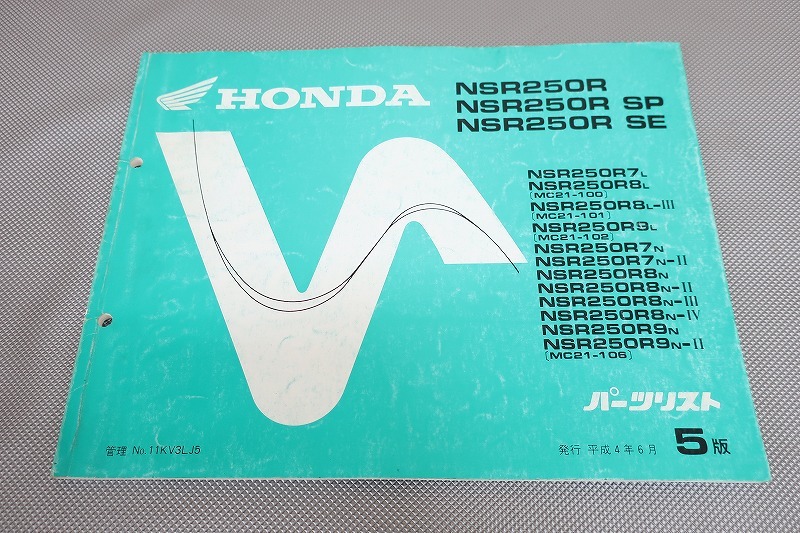 HONDA
NSR250R
NSR250R SP
NSR250R SE
NSR250R7L
NSR250R8L
(MC21-100)
NSR250R8L-III
(MC21-101)
NSR250R9L
(MC21-102)
NSR250R7N
NSR250R7N-II
NSR250R8N
NSR250R8N-II
NSR250R8N-III
NSR250R8N-IV
NSR250R9N
NSR250R9N-II
(MC21-106)
パーツリスト
管理 No.11KV3LJ5
発行 平成4年6月 5版